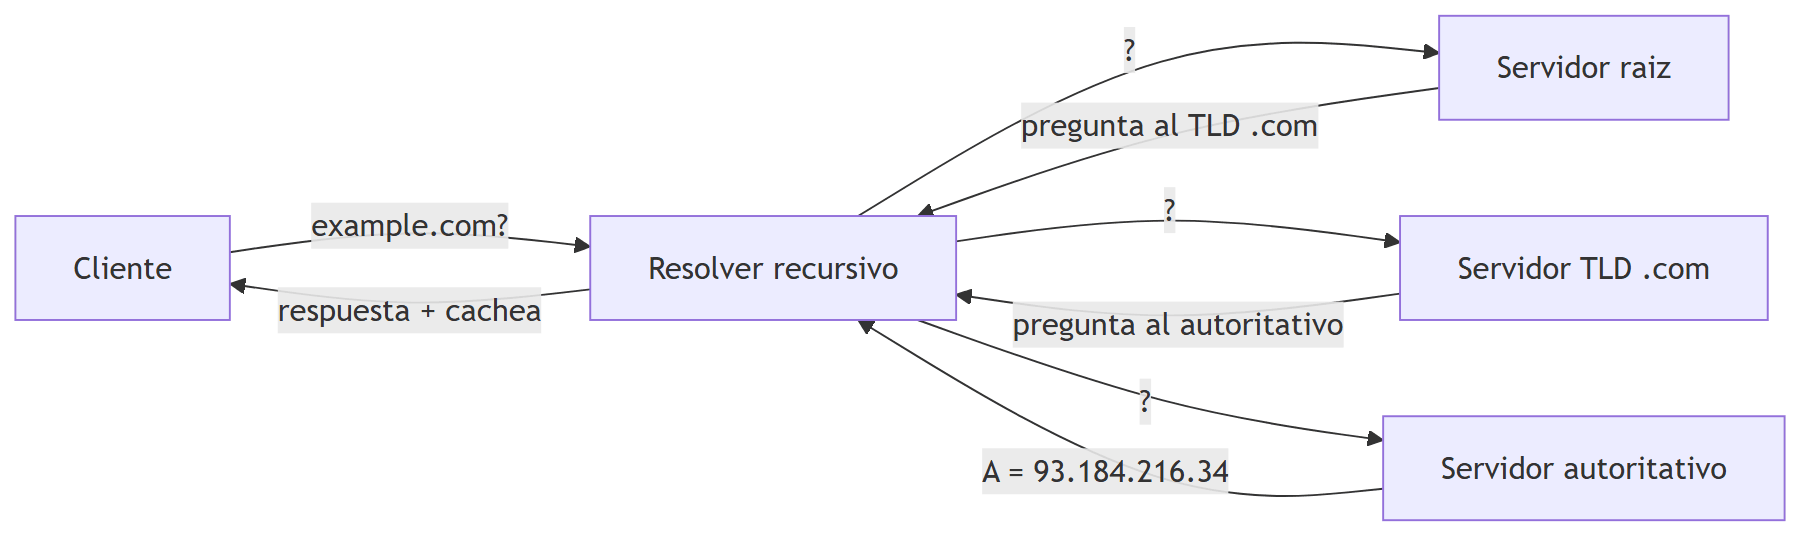 ?
Servidor raiz
pregunta al TLD .com
example.com?
?
Cliente
Resolver recursivo
Servidor TLD .com
respuesta + cachea
pregunta al autoritativo
?
A = 93.184.216.34
Servidor autoritativo